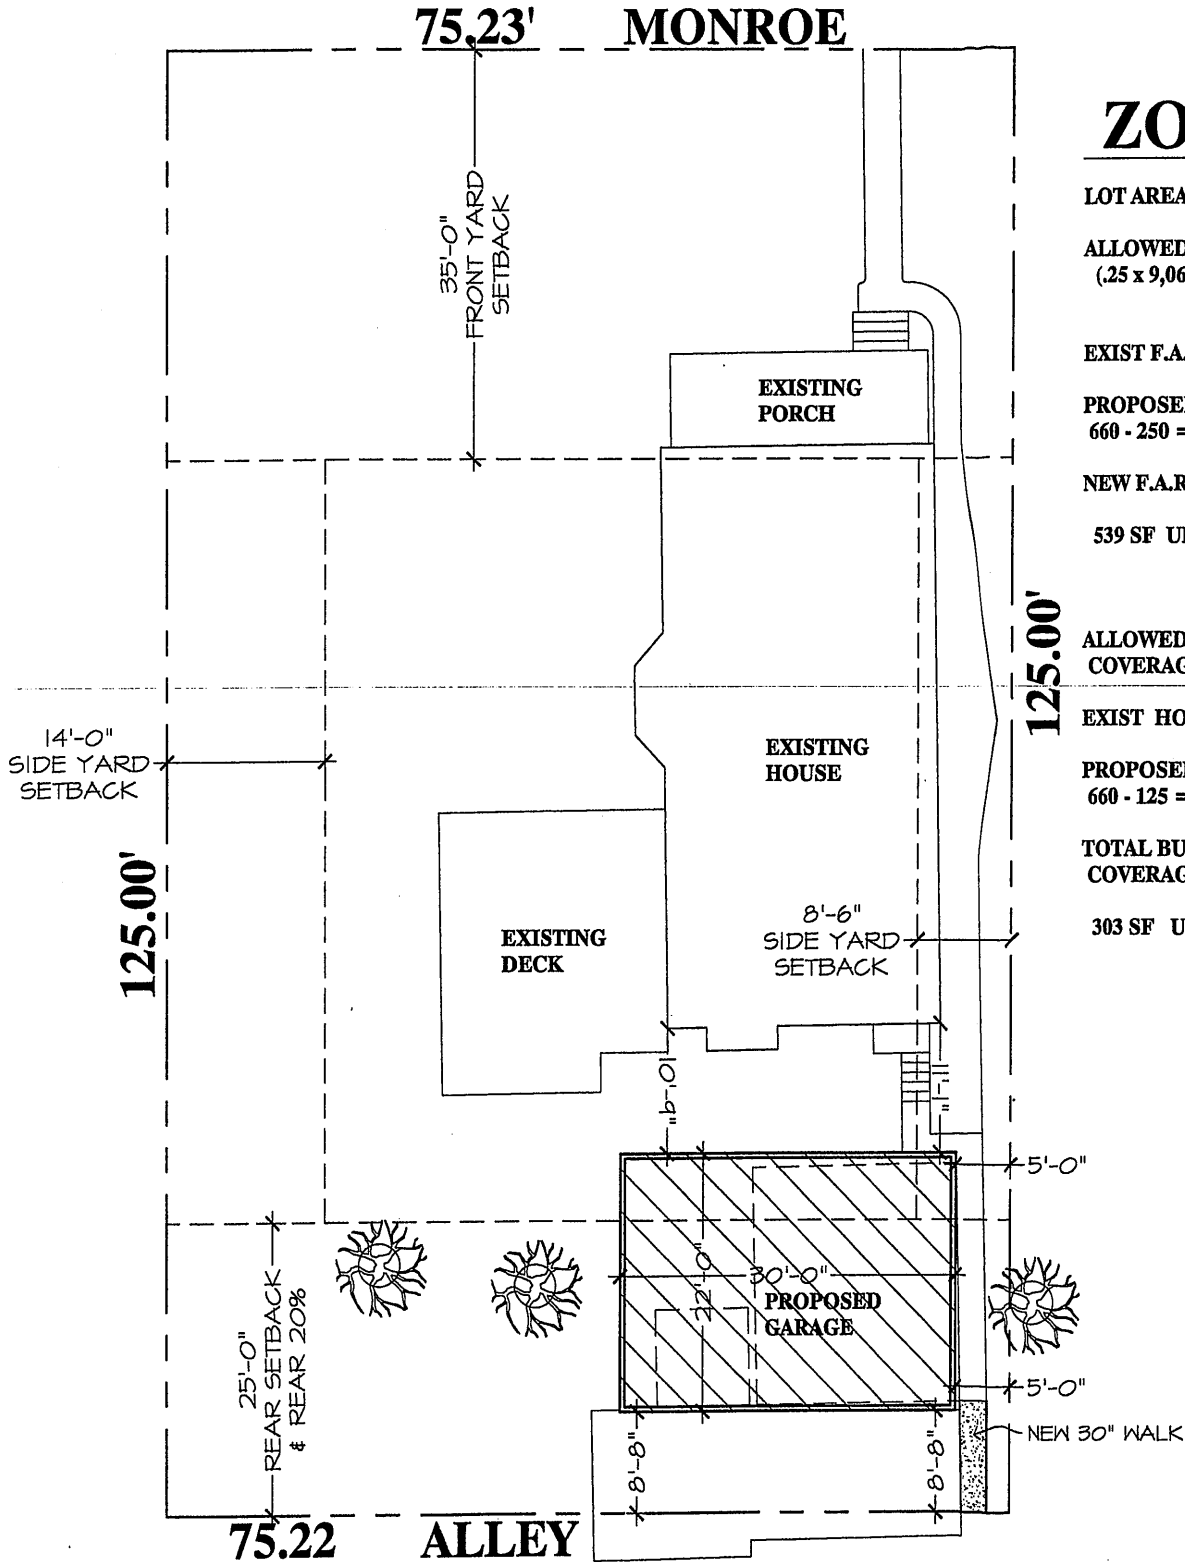 75.23' MONROE
ZO
LOT AREA
ALLOWED
(.25 x 9,06
35'-0"
FRONT YARD
SETBACK
EXIST F.A.
EXISTING
PORCH
PROPOSE
660 - 250 =
NEW F.A.R
539 SF U
125.00'
ALLOWED
COVERAG
EXIST HO
14'-0"
SIDE YARD
SETBACK
EXISTING
HOUSE
PROPOSE
660 - 125 =
TOTAL BU
COVERAG
125.00'
8'-6"
SIDE YARD
SETBACK
303 SF U
EXISTING
DECK
10'-9"
11'-1"
5'-0"
22'-0"
30'-0"
PROPOSED
GARAGE
25'-0"
REAR SETBACK
& REAR 20%
5'-0"
NEW 30" WALK
8'-8"
8'-8"
75.22 ALLEY